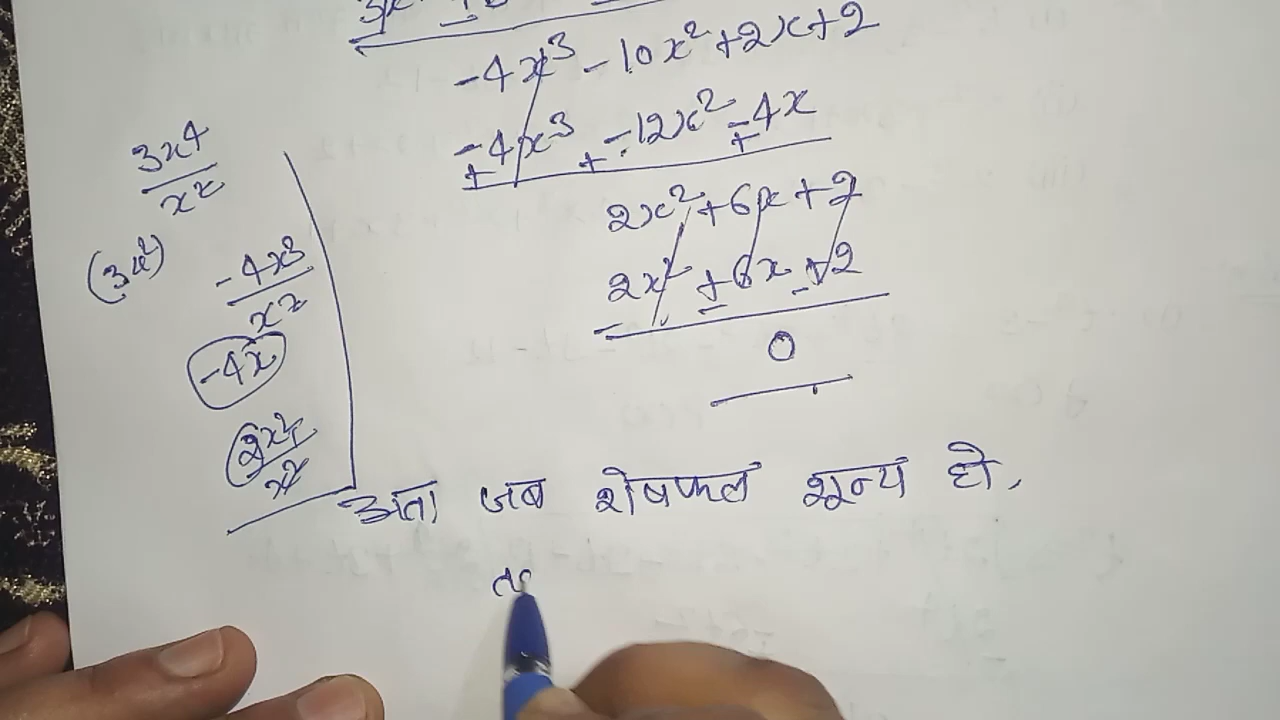 -4x³ - 10x² + 2x + 2
-4x³ - 12x² - 4x
+ + +
2x² + 6x + 2
2x² + 6x + 2
- - -
0
3x⁴
x²
(3x²)
-4x³
x²
-4x
2x²
x²
अतः जब शेषफल शून्य हो,